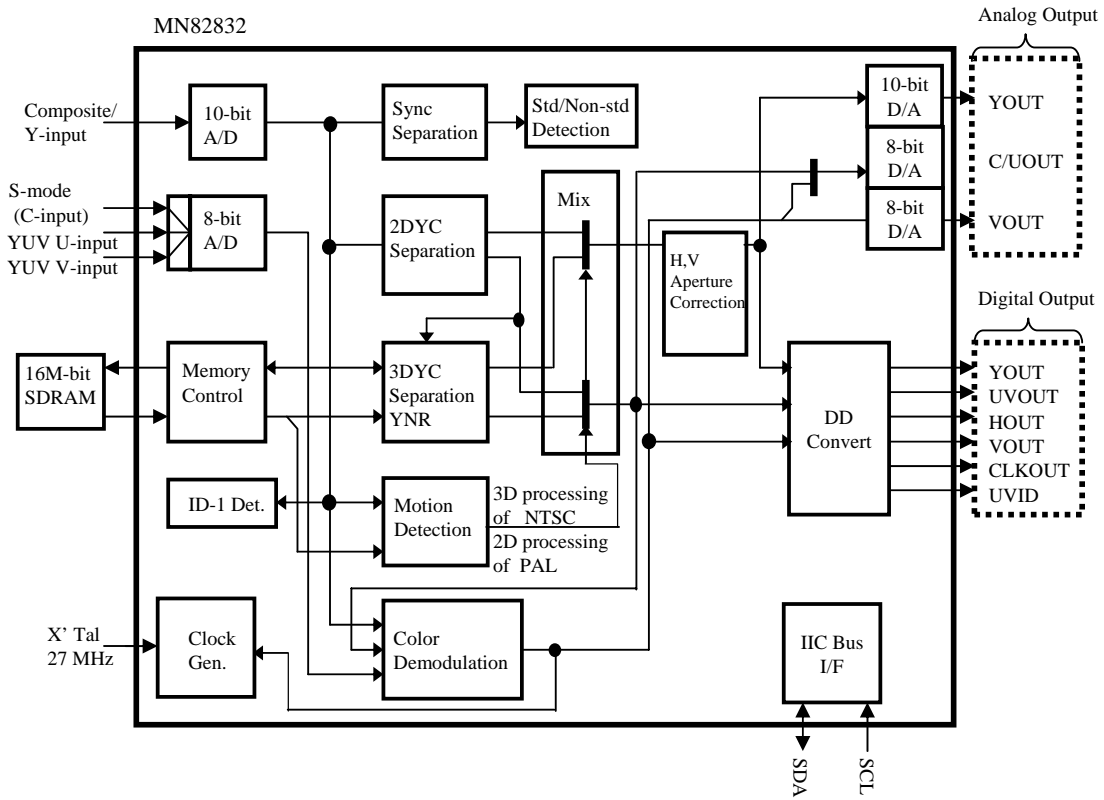 MN82832
Analog Output
Composite/
Y-input
10-bit
A/D
Sync
Separation
Std/Non-std
Detection
10-bit
D/A
YOUT
8-bit
D/A
C/UOUT
8-bit
D/A
VOUT
S-mode
(C-input)
YUV U-input
YUV V-input
8-bit
A/D
2DYC
Separation
Mix
H,V
Aperture
Correction
Digital Output
16M-bit
SDRAM
Memory
Control
3DYC
Separation
YNR
DD
Convert
YOUT
UVOUT
HOUT
VOUT
CLKOUT
UVID
ID-1 Det.
Motion
Detection
3D processing
of NTSC
2D processing
of PAL
X' Tal
27 MHz
Clock
Gen.
Color
Demodulation
IIC Bus
I/F
SDA
SCL